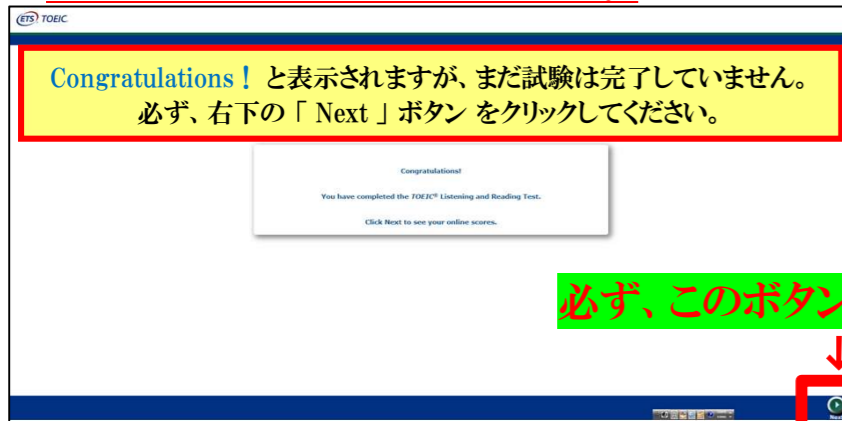 ETS TOEIC
Congratulations！ と表示されますが、まだ試験は完了していません。
必ず、右下の「 Next 」ボタン をクリックしてください。
Congratulations!
You have completed the TOEIC® Listening and Reading Test.
Click Next to see your online scores.
必ず、このボタン
↓
Next